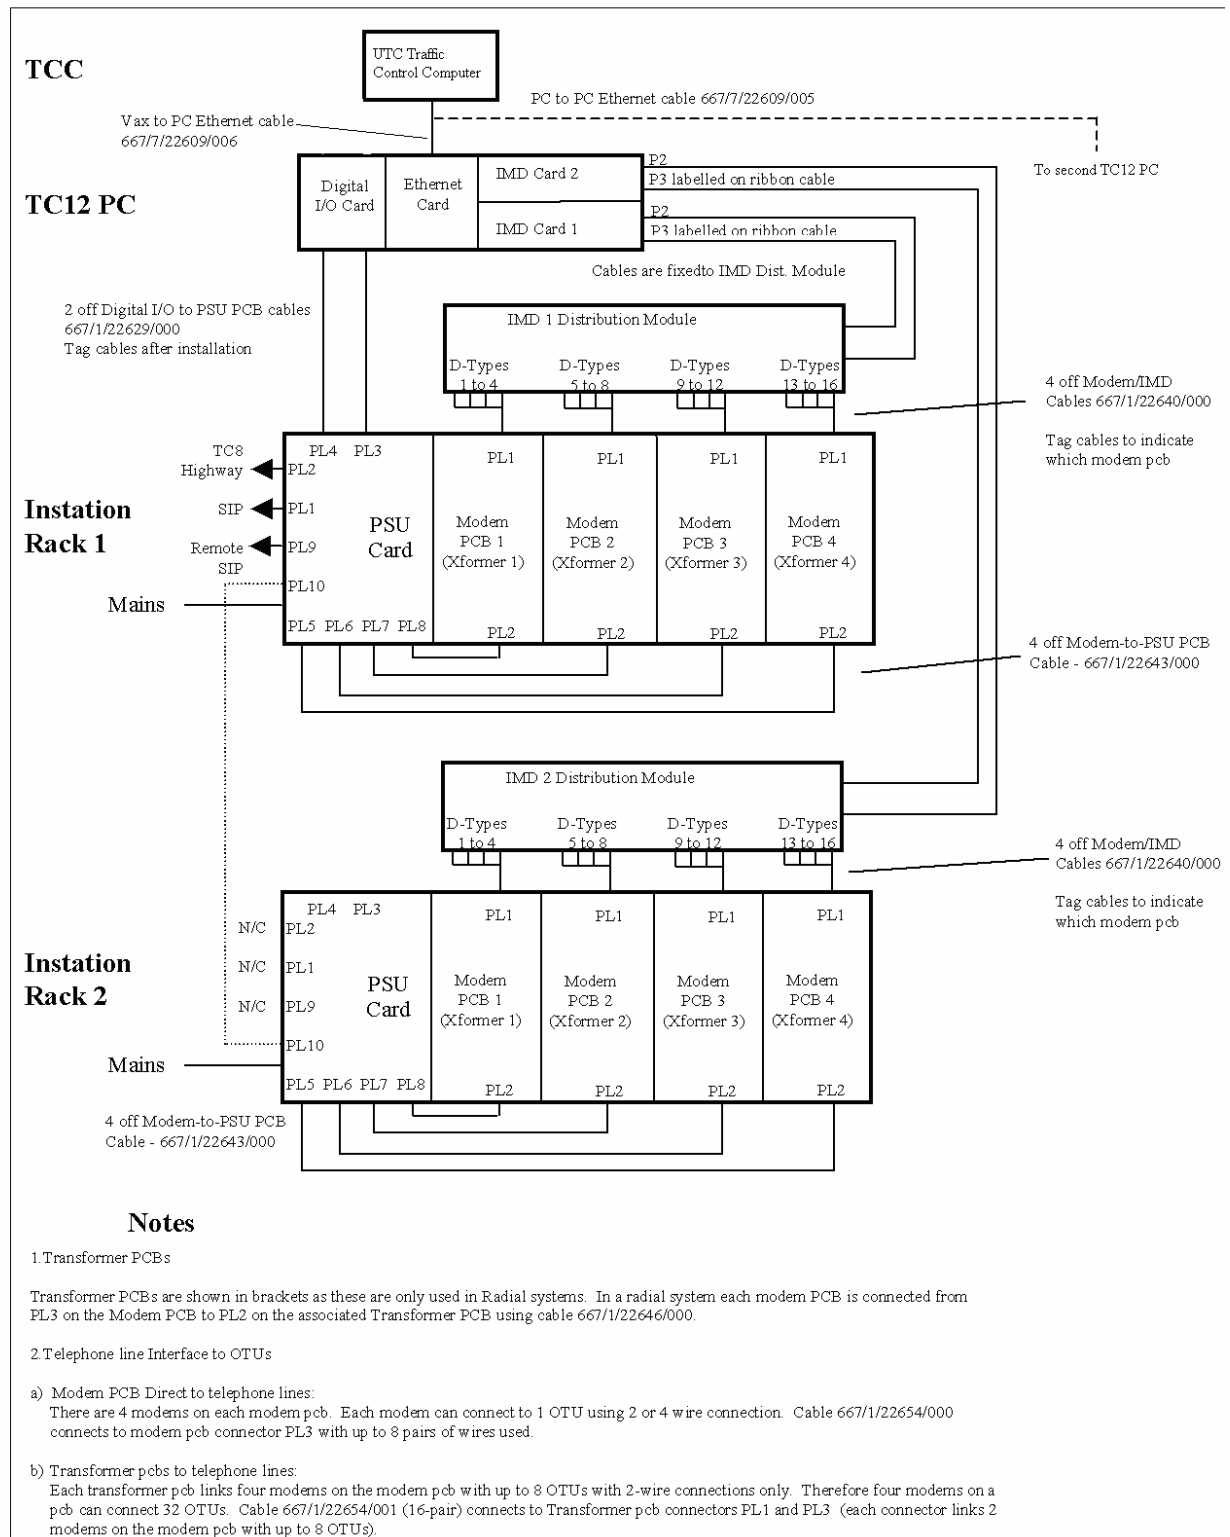 TCC
UTC Traffic
Control Computer
PC to PC Ethernet cable 667/7/22609/005
Vax to PC Ethernet cable
667/7/22609/006
To second TC12 PC
TC12 PC
Digital
I/O Card
Ethernet
Card
IMD Card 2
IMD Card 1
P2
P3 labelled on ribbon cable
P2
P3 labelled on ribbon cable
Cables are fixedto IMD Dist. Module
2 off Digital I/O to PSU PCB cables
667/1/22629/000
Tag cables after installation
IMD 1 Distribution Module
D-Types
1 to 4
D-Types
5 to 8
D-Types
9 to 12
D-Types
13 to 16
4 off Modem/IMD
Cables 667/1/22640/000
Tag cables to indicate
which modem pcb
Instation
Rack 1
TC8
Highway
SIP
Remote
SIP
Mains
PL4 PL3
PL2
PL1
PL9
PL10
PSU
Card
PL5 PL6 PL7 PL8
PL1
Modem
PCB 1
(Xformer 1)
PL2
PL1
Modem
PCB 2
(Xformer 2)
PL2
PL1
Modem
PCB 3
(Xformer 3)
PL2
PL1
Modem
PCB 4
(Xformer 4)
PL2
4 off Modem-to-PSU PCB
Cable - 667/1/22643/000
IMD 2 Distribution Module
D-Types
1 to 4
D-Types
5 to 8
D-Types
9 to 12
D-Types
13 to 16
4 off Modem/IMD
Cables 667/1/22640/000
Tag cables to indicate
which modem pcb
Instation
Rack 2
N/C
N/C
N/C
Mains
PL4 PL3
PL2
PL1
PL9
PL10
PSU
Card
PL5 PL6 PL7 PL8
PL1
Modem
PCB 1
(Xformer 1)
PL2
PL1
Modem
PCB 2
(Xformer 2)
PL2
PL1
Modem
PCB 3
(Xformer 3)
PL2
PL1
Modem
PCB 4
(Xformer 4)
PL2
4 off Modem-to-PSU PCB
Cable - 667/1/22643/000
Notes
1.Transformer PCBs
Transformer PCBs are shown in brackets as these are only used in Radial systems. In a radial system each modem PCB is connected from
PL3 on the Modem PCB to PL2 on the associated Transformer PCB using cable 667/1/22646/000.
2.Telephone line Interface to OTUs
a) Modem PCB Direct to telephone lines:
There are 4 modems on each modem pcb. Each modem can connect to 1 OTU using 2 or 4 wire connection. Cable 667/1/22654/000
connects to modem pcb connector PL3 with up to 8 pairs of wires used.
b) Transformer pcbs to telephone lines:
Each transformer pcb links four modems on the modem pcb with up to 8 OTUs with 2-wire connections only. Therefore four modems on a
pcb can connect 32 OTUs. Cable 667/1/22654/001 (16-pair) connects to Transformer pcb connectors PL1 and PL3 (each connector links 2
modems on the modem pcb with up to 8 OTUs).